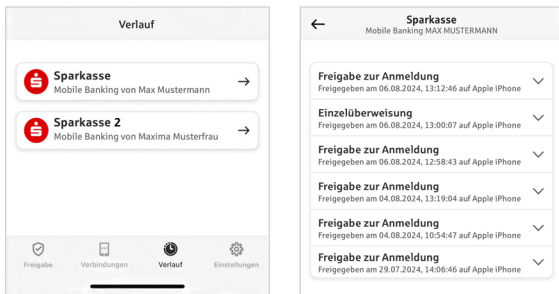 Verlauf
Sparkasse
Mobile Banking von Max Mustermann
Sparkasse 2
Mobile Banking von Maxima Musterfrau
Freigabe
Verbindungen
Verlauf
Einstellungen
Sparkasse
Mobile Banking MAX MUSTERMANN
Freigabe zur Anmeldung
Freigegeben am 06.08.2024, 13:12:46 auf Apple iPhone
Einzelüberweisung
Freigegeben am 06.08.2024, 13:00:07 auf Apple iPhone
Freigabe zur Anmeldung
Freigegeben am 06.08.2024, 12:58:43 auf Apple iPhone
Freigabe zur Anmeldung
Freigegeben am 04.08.2024, 13:19:04 auf Apple iPhone
Freigabe zur Anmeldung
Freigegeben am 04.08.2024, 10:54:47 auf Apple iPhone
Freigabe zur Anmeldung
Freigegeben am 29.07.2024, 14:06:46 auf Apple iPhone